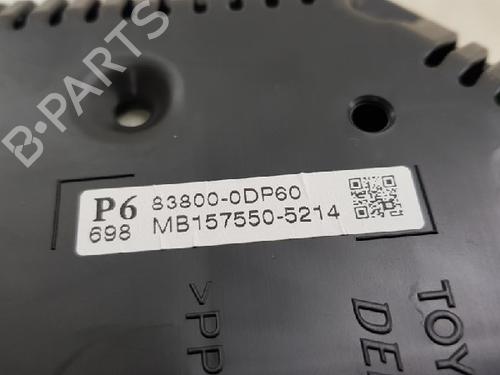 B-PARTS
P6 83800-0DP60
698 MB157550-5214
>PP
TOY
DE